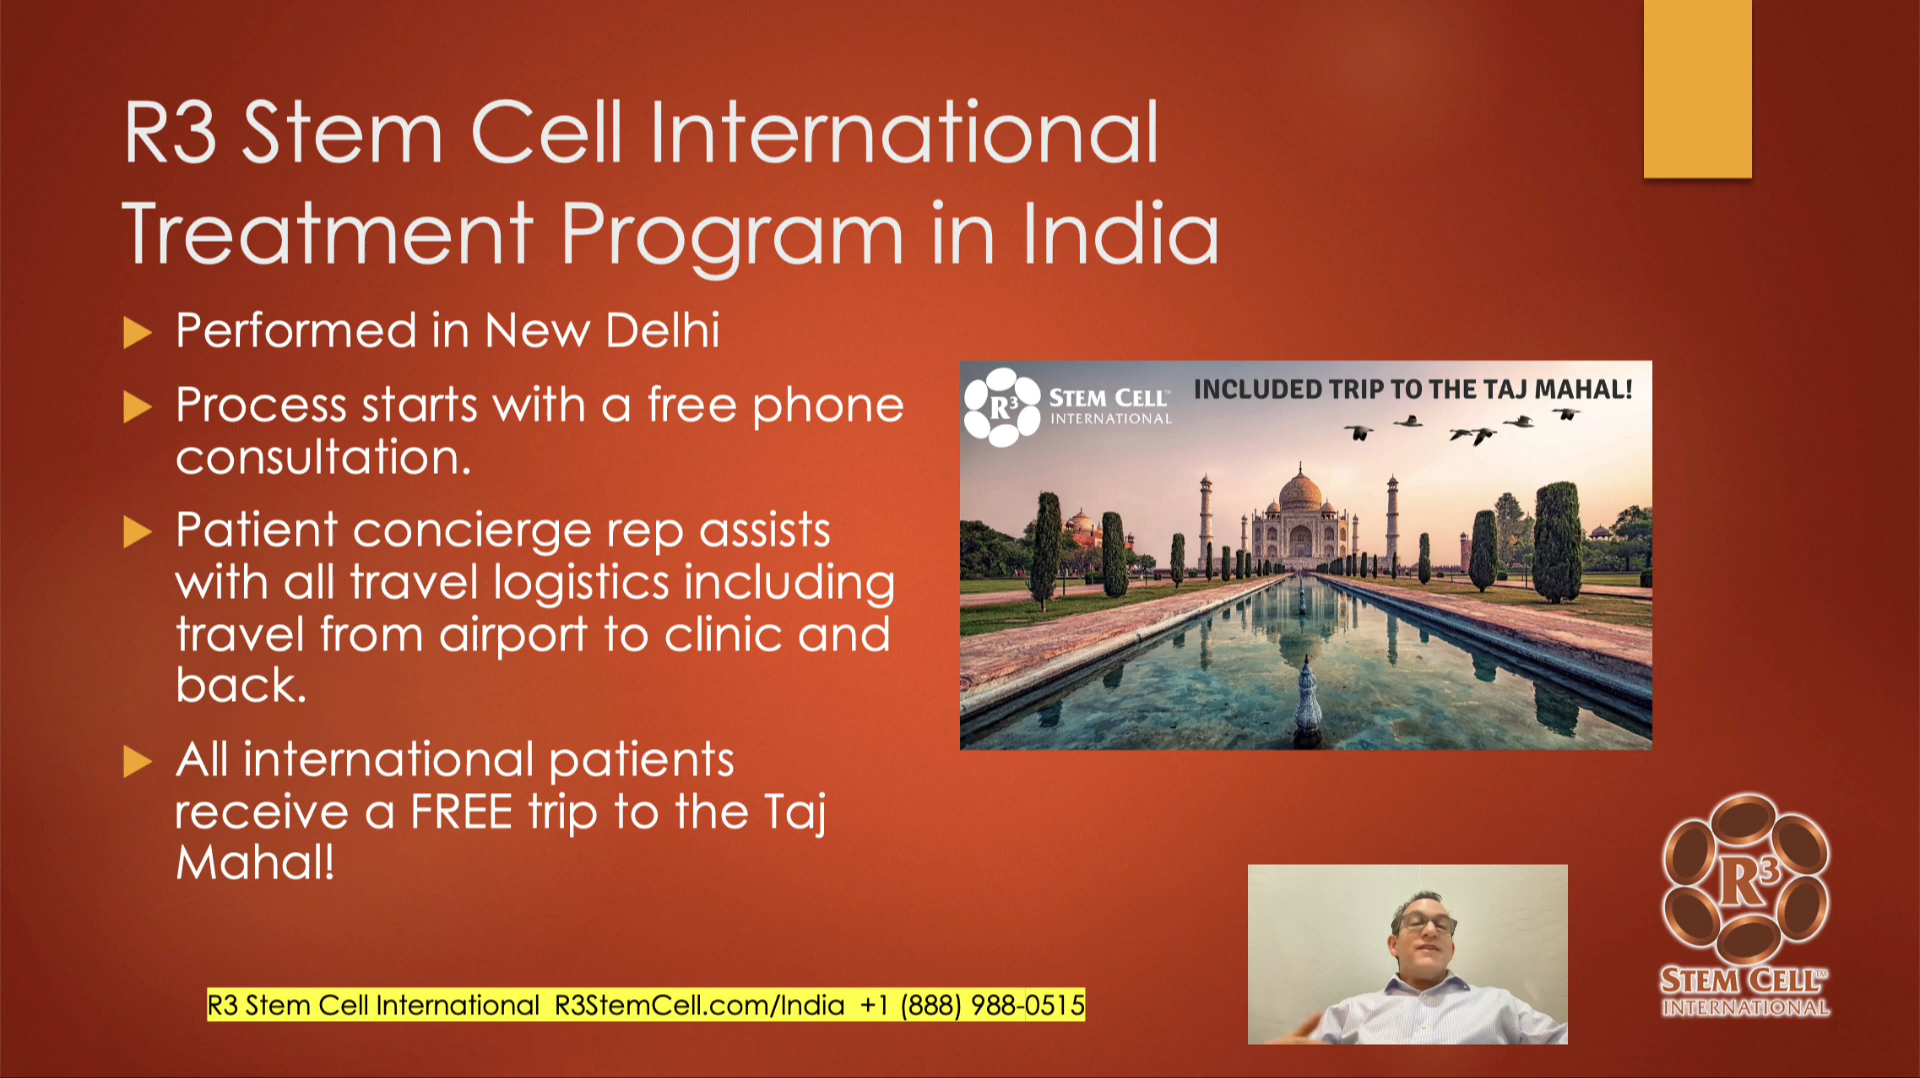 R3 Stem Cell International
Treatment Program in India
Performed in New Delhi
Process starts with a free phone
consultation.
Patient concierge rep assists
with all travel logistics including
travel from airport to clinic and
back.
All international patients
receive a FREE trip to the Taj
Mahal!
R³ STEM CELL™
INTERNATIONAL
INCLUDED TRIP TO THE TAJ MAHAL!
R3 Stem Cell International R3StemCell.com/India +1 (888) 988-0515
R³
STEM CELL™
INTERNATIONAL